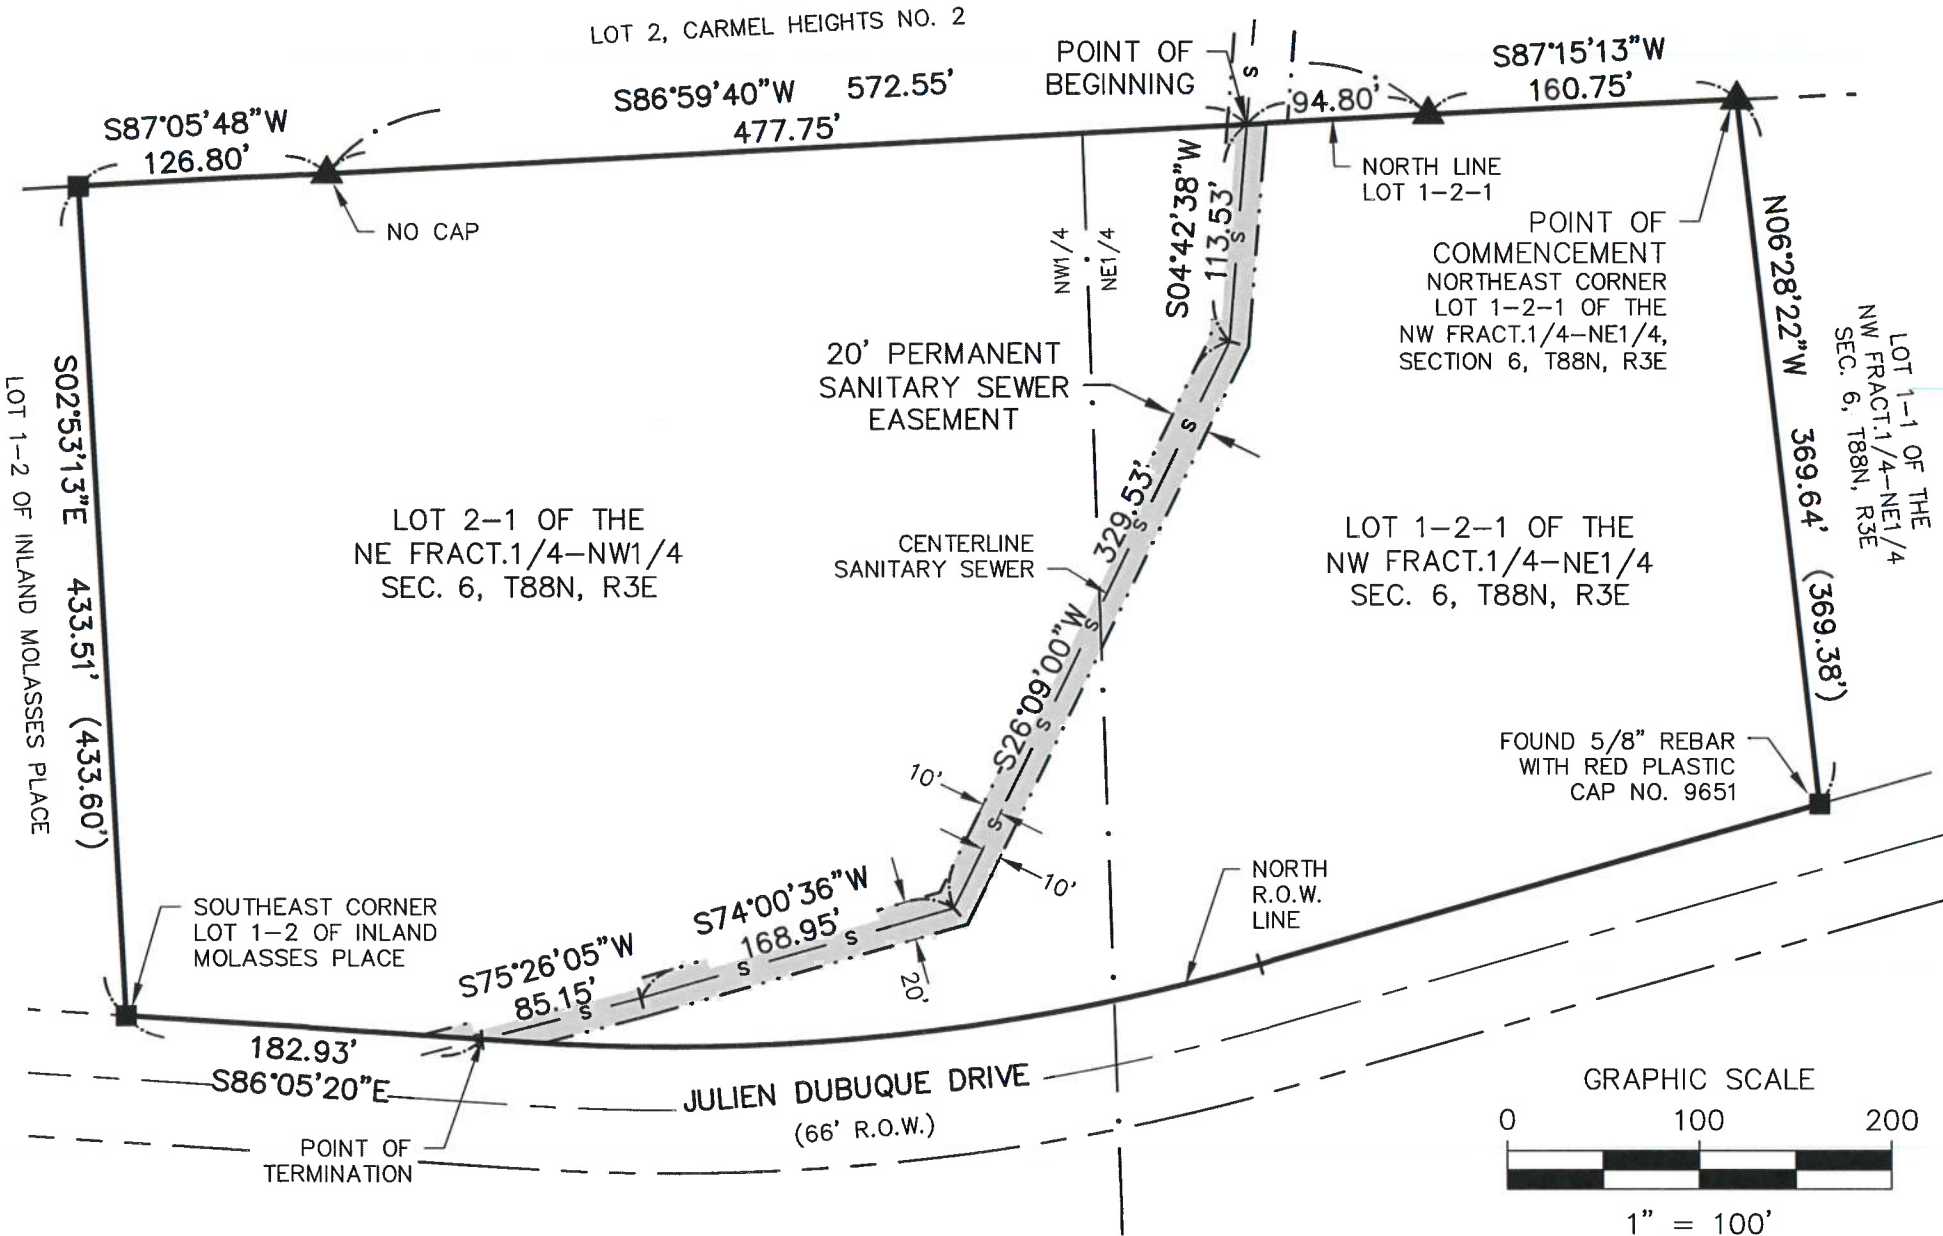 LOT 2, CARMEL HEIGHTS NO. 2
POINT OF
BEGINNING
S
S87°15'13"W
160.75'
S87°05'48"W
126.80'
S86°59'40"W 572.55'
477.75'
94.80'
NO CAP
NORTH LINE
LOT 1-2-1
S04°42'38"W
113.53'
S
NW1/4
NE1/4
POINT OF
COMMENCEMENT
NORTHEAST CORNER
LOT 1-2-1 OF THE
NW FRACT.1/4-NE1/4,
SECTION 6, T88N, R3E
N06°28'22"W 369.64' (369.38')
LOT 1-1 OF THE
NW FRACT.1/4-NE1/4
SEC. 6, T88N, R3E
20' PERMANENT
SANITARY SEWER
EASEMENT
S
S02°53'13"E 433.51' (433.60')
LOT 1-2 OF INLAND MOLASSES PLACE
LOT 2-1 OF THE
NE FRACT.1/4-NW1/4
SEC. 6, T88N, R3E
CENTERLINE
SANITARY SEWER
S26°09'00"W 329.53'
S
S
S
S
LOT 1-2-1 OF THE
NW FRACT.1/4-NE1/4
SEC. 6, T88N, R3E
FOUND 5/8" REBAR
WITH RED PLASTIC
CAP NO. 9651
10'
10'
NORTH
R.O.W.
LINE
SOUTHEAST CORNER
LOT 1-2 OF INLAND
MOLASSES PLACE
S74°00'36"W
168.95'
S
S
20'
S75°26'05"W
85.15'
S
182.93'
S86°05'20"E
JULIEN DUBUQUE DRIVE
(66' R.O.W.)
POINT OF
TERMINATION
GRAPHIC SCALE
0 100 200
1" = 100'